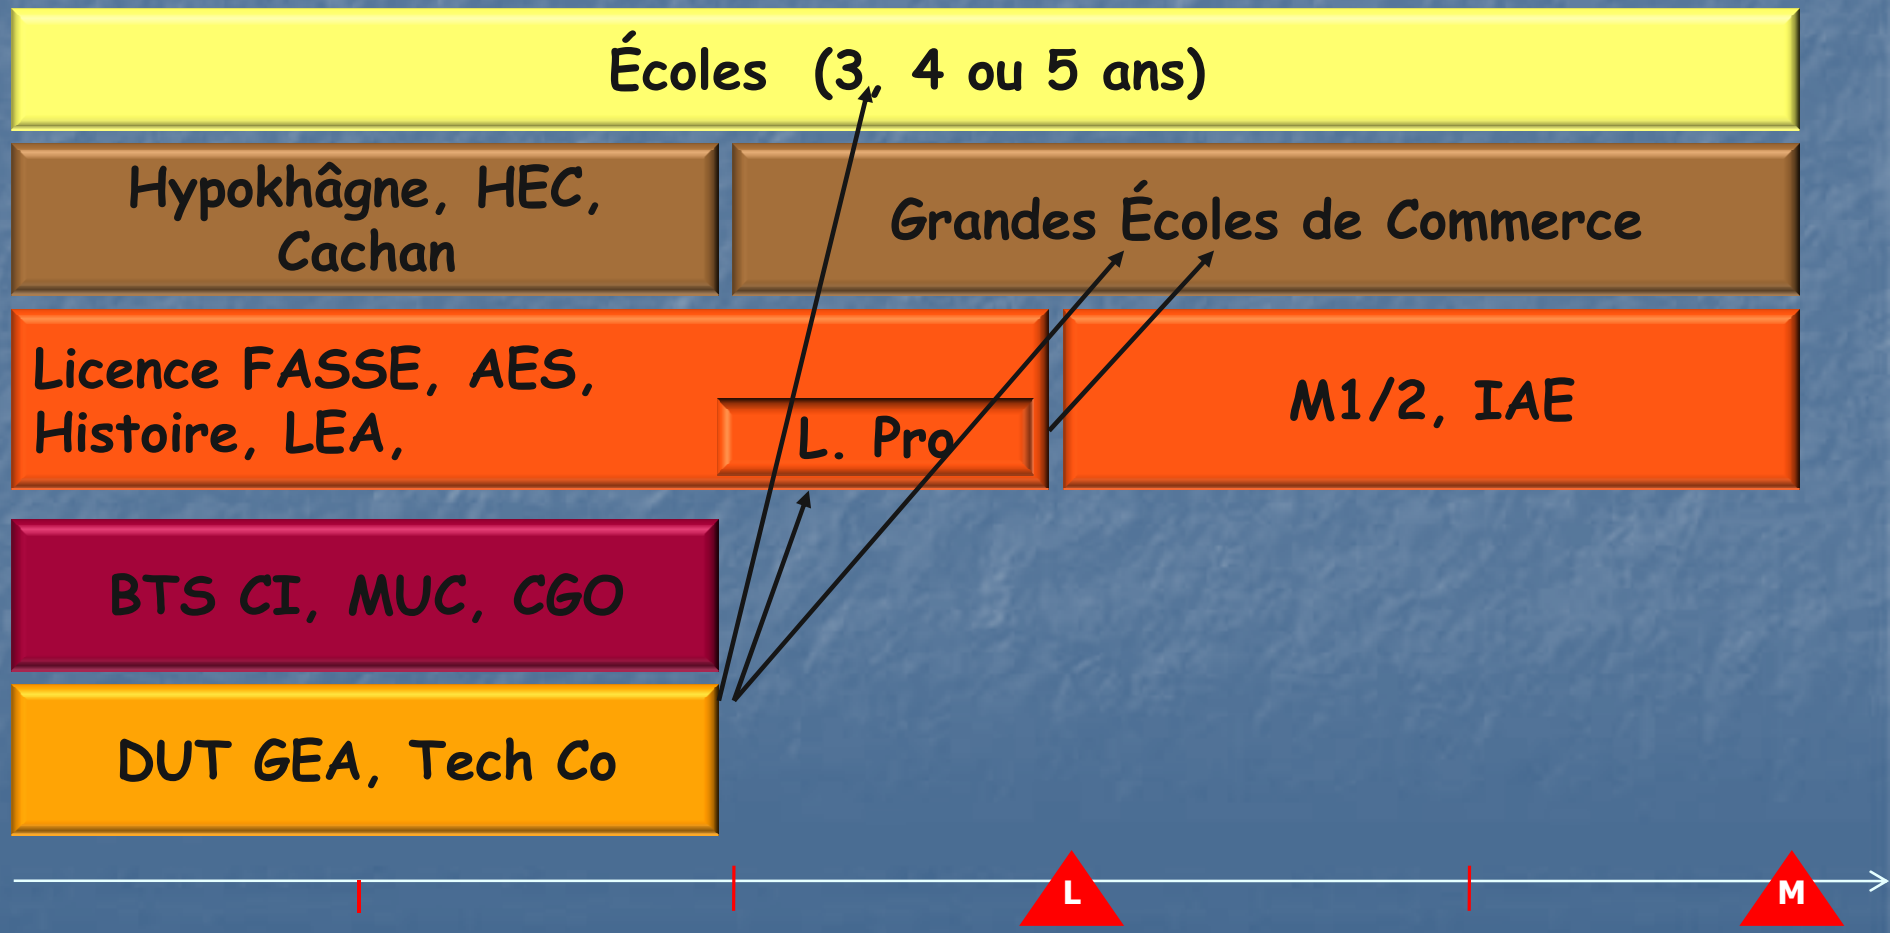 Écoles (3, 4 ou 5 ans)
Hypokhâgne, HEC,
Cachan
Grandes Écoles de Commerce
Licence FASSE, AES,
Histoire, LEA,
L. Pro
M1/2, IAE
BTS CI, MUC, CGO
DUT GEA, Tech Co
L
M